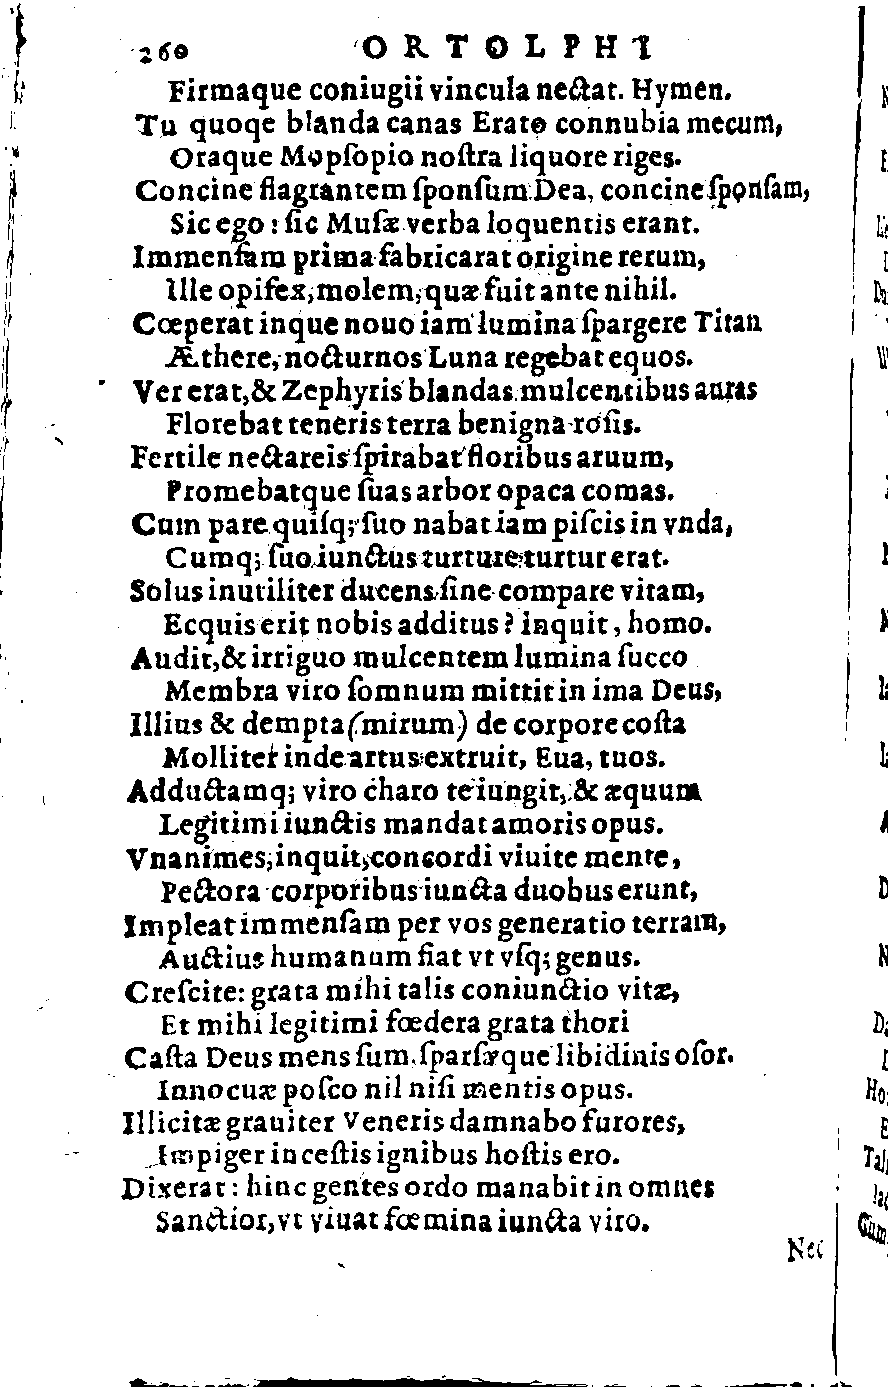 260 ORTOLPHI
Firmaque coniugii vincula nectat. Hymen.
Tu quoqe blanda canas Erato connubia mecum,
Oraque Mopſopio noſtra liquore riges.
Concine flagrantem ſponſum Dea, concine ſponſam,
Sic ego: ſic Muſæ verba loquentis erant.
Immenſam prima fabricarat origine rerum,
Ille opifex, molem, quæ fuit ante nihil.
Cœperat inque nouo iam lumina ſpargere Titan
Æthere, nocturnos Luna regebat equos.
Ver erat, & Zephyris blandas mulcentibus auras
Florebat teneris terra benigna roſis.
Fertile nectareis ſpirabat floribus aruum,
Promebatque ſuas arbor opaca comas.
Cum pare quiſq; ſuo nabat iam piſcis in vnda,
Cumq; ſuo iunctus turture turtur erat.
Solus inutiliter ducens ſine compare vitam,
Ecquis erit nobis additus? inquit, homo.
Audit, & irriguo mulcentem lumina ſucco
Membra viro ſomnum mittit in ima Deus,
Illius & dempta (mirum) de corpore coſta
Molliter inde artus extruit, Eua, tuos.
Adductamq; viro charo te iungit, & æquum
Legitimi iunctis mandat amoris opus.
Vnanimes, inquit, concordi viuite mente,
Pectora corporibus iuncta duobus erunt,
Impleat immenſam per vos generatio terram,
Auctius humanum fiat vt vſq; genus.
Creſcite: grata mihi talis coniunctio vitæ,
Et mihi legitimi fœdera grata thori
Caſta Deus mens ſum, ſparſæque libidinis oſor.
Innocuæ poſco nil niſi mentis opus.
Illicitæ grauiter Veneris damnabo furores,
Impiger inceſtis ignibus hoſtis ero.
Dixerat: hinc gentes ordo manabit in omnes
Sanctior, vt viuat fœmina iuncta viro.
Nec